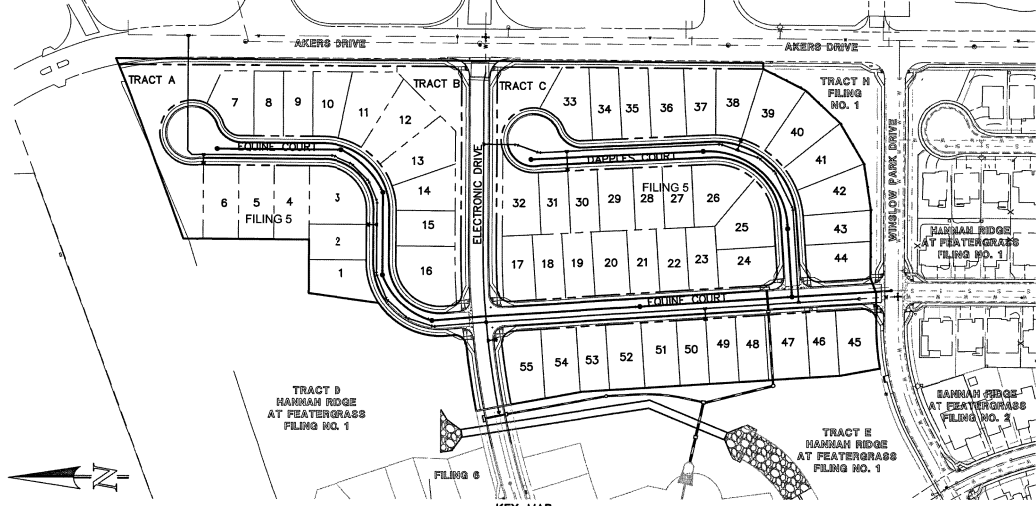 AKERS DRIVE
AKERS DRIVE
TRACT A
TRACT B
TRACT C
TRACT H
FILING
NO. 1
7
8
9
10
11
12
13
14
15
16
33
34
35
36
37
38
39
40
41
42
43
44
EQUINE COURT
DAPPLES COURT
ELECTRONIC DRIVE
WINSLOW PARK DRIVE
6
5
4
3
2
1
FILING 5
FILING 5
32
31
30
29
28
27
26
25
24
17
18
19
20
21
22
23
HANNAH RIDGE
AT FEATERGRASS
FILING NO. 1
EQUINE COURT
55
54
53
52
51
50
49
48
47
46
45
TRACT D
HANNAH RIDGE
AT FEATERGRASS
FILING NO. 1
HANNAH RIDGE
AT FEATERGRASS
FILING NO. 2
TRACT E
HANNAH RIDGE
AT FEATERGRASS
FILING NO. 1
FILING 6
N
KEY MAP